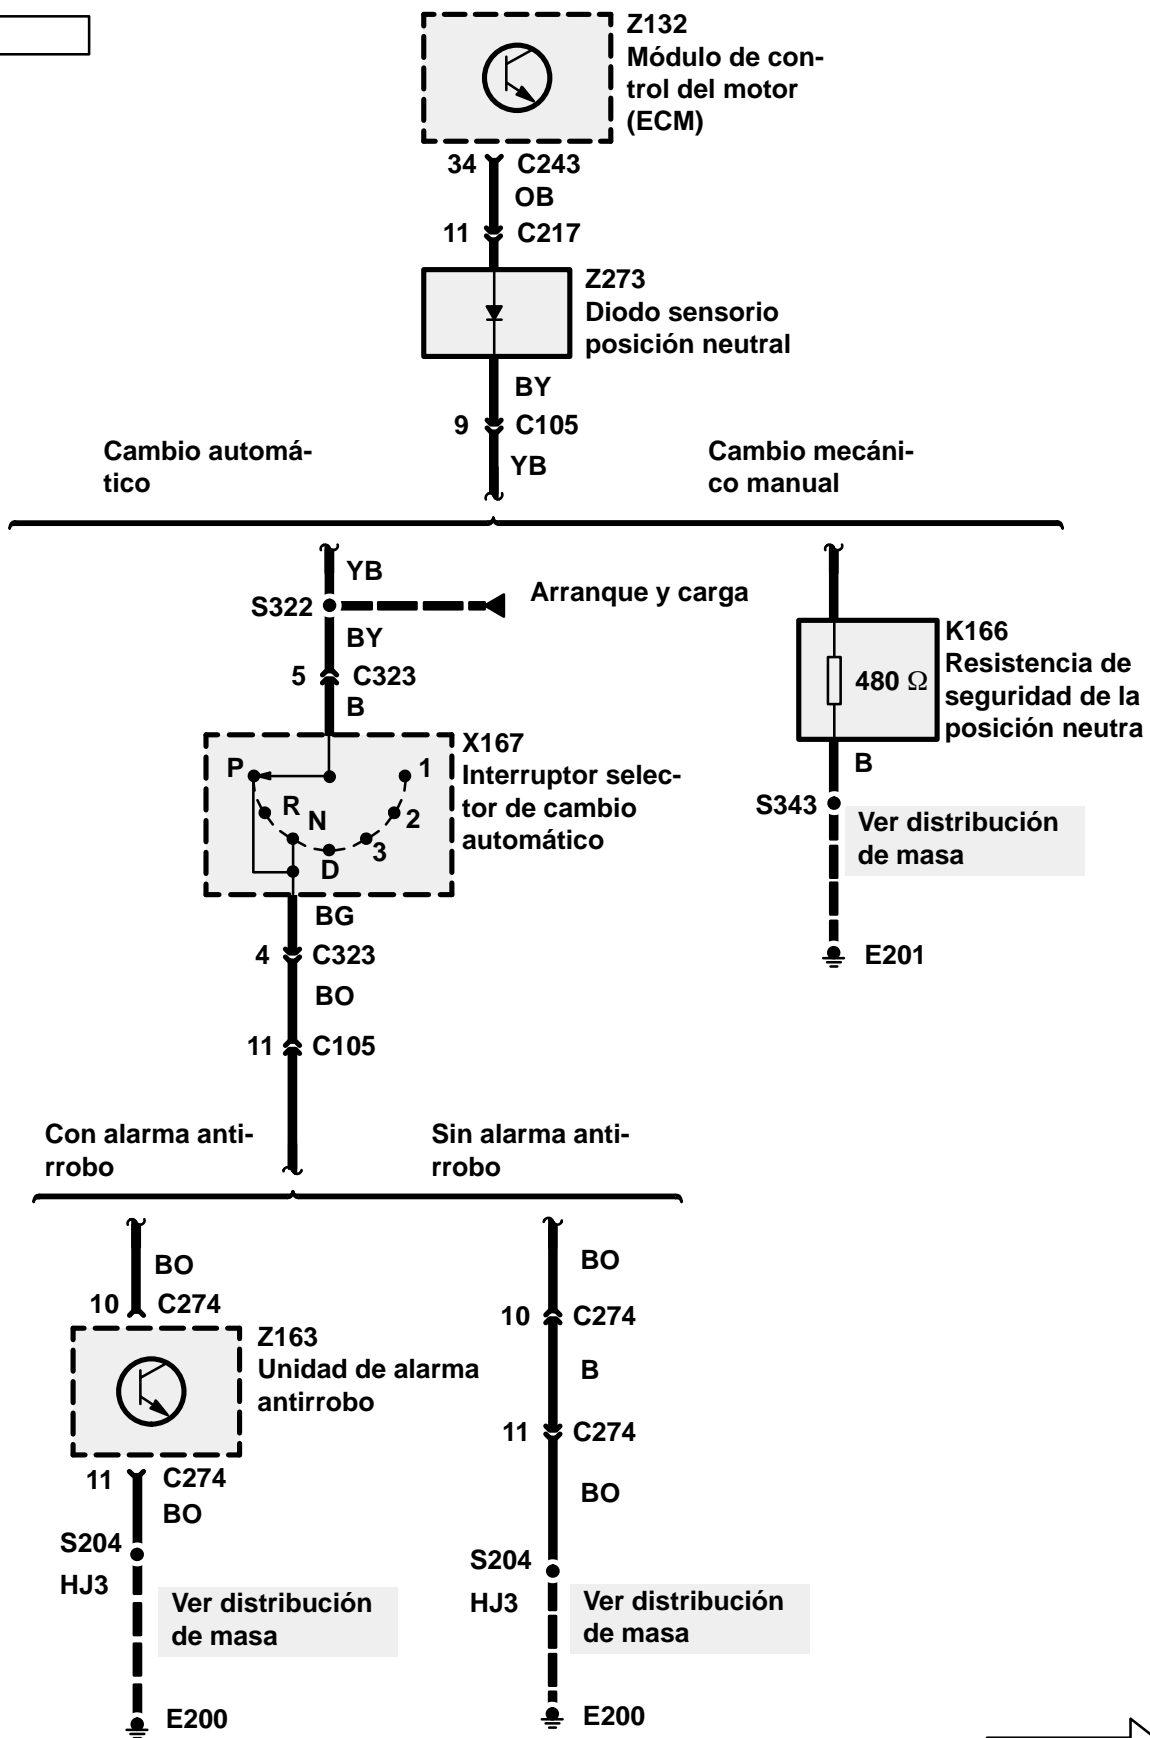 Z132
Módulo de con-
trol del motor
(ECM)
34 C243
OB
11 C217
Z273
Diodo sensorio
posición neutral
BY
9 C105
YB
Cambio automá-
tico
Cambio mecáni-
co manual
YB
S322
Arranque y carga
BY
5 C323
B
X167
Interruptor selec-
tor de cambio
automático
P
R
N
D
3
2
1
BG
4 C323
BO
11 C105
K166
Resistencia de
seguridad de la
posición neutra
480 Ω
B
S343
Ver distribución
de masa
E201
Con alarma anti-
rrobo
Sin alarma anti-
rrobo
BO
10 C274
Z163
Unidad de alarma
antirrobo
11 C274
BO
S204
HJ3
Ver distribución
de masa
E200
BO
10 C274
B
11 C274
BO
S204
HJ3
Ver distribución
de masa
E200